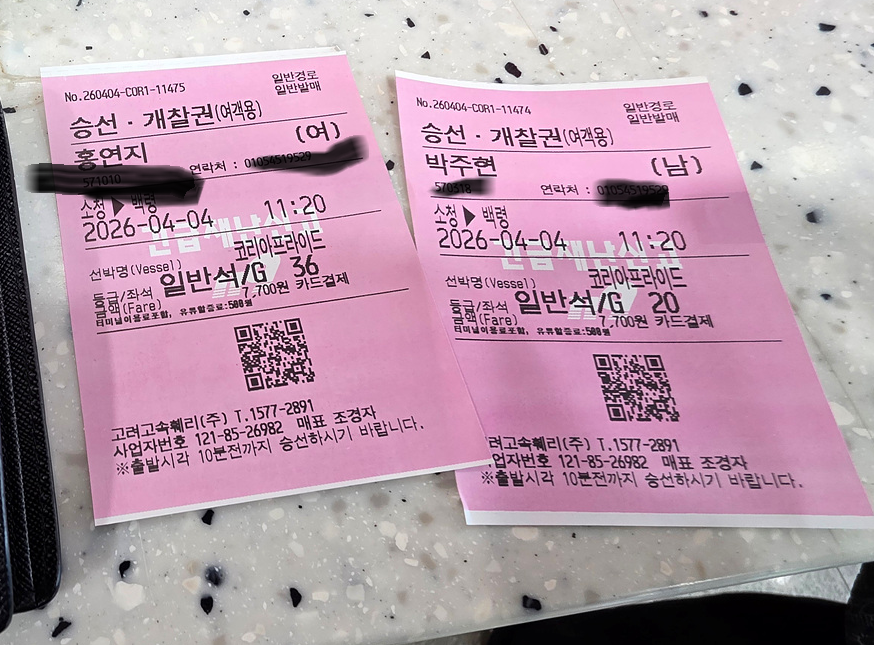 No.260404-COR1-11475
일반경로
일반발매
승선 · 개찰권(여객용)
홍연지 (여)
연락처 :
소청 ▶ 백령
2026-04-04 11:20
선박명(Vessel) 코리아프라이드
등급/좌석 일반석/G 36
금액(Fare) 7,700원 카드결제
터미널이용료포함, 유류할증료:500원
고려고속훼리(주) T.1577-2891
사업자번호 121-85-26982 매표 조경자
※출발시각 10분전까지 승선하시기 바랍니다.
No.260404-COR1-11474
일반경로
일반발매
승선 · 개찰권(여객용)
박주현 (남)
연락처 :
소청 ▶ 백령
2026-04-04 11:20
선박명(Vessel) 코리아프라이드
등급/좌석 일반석/G 20
금액(Fare) 7,700원 카드결제
터미널이용료포함, 유류할증료:500원
려고속훼리(주) T.1577-2891
업자번호 121-85-26982 매표 조경자
※출발시각 10분전까지 승선하시기 바랍니다.